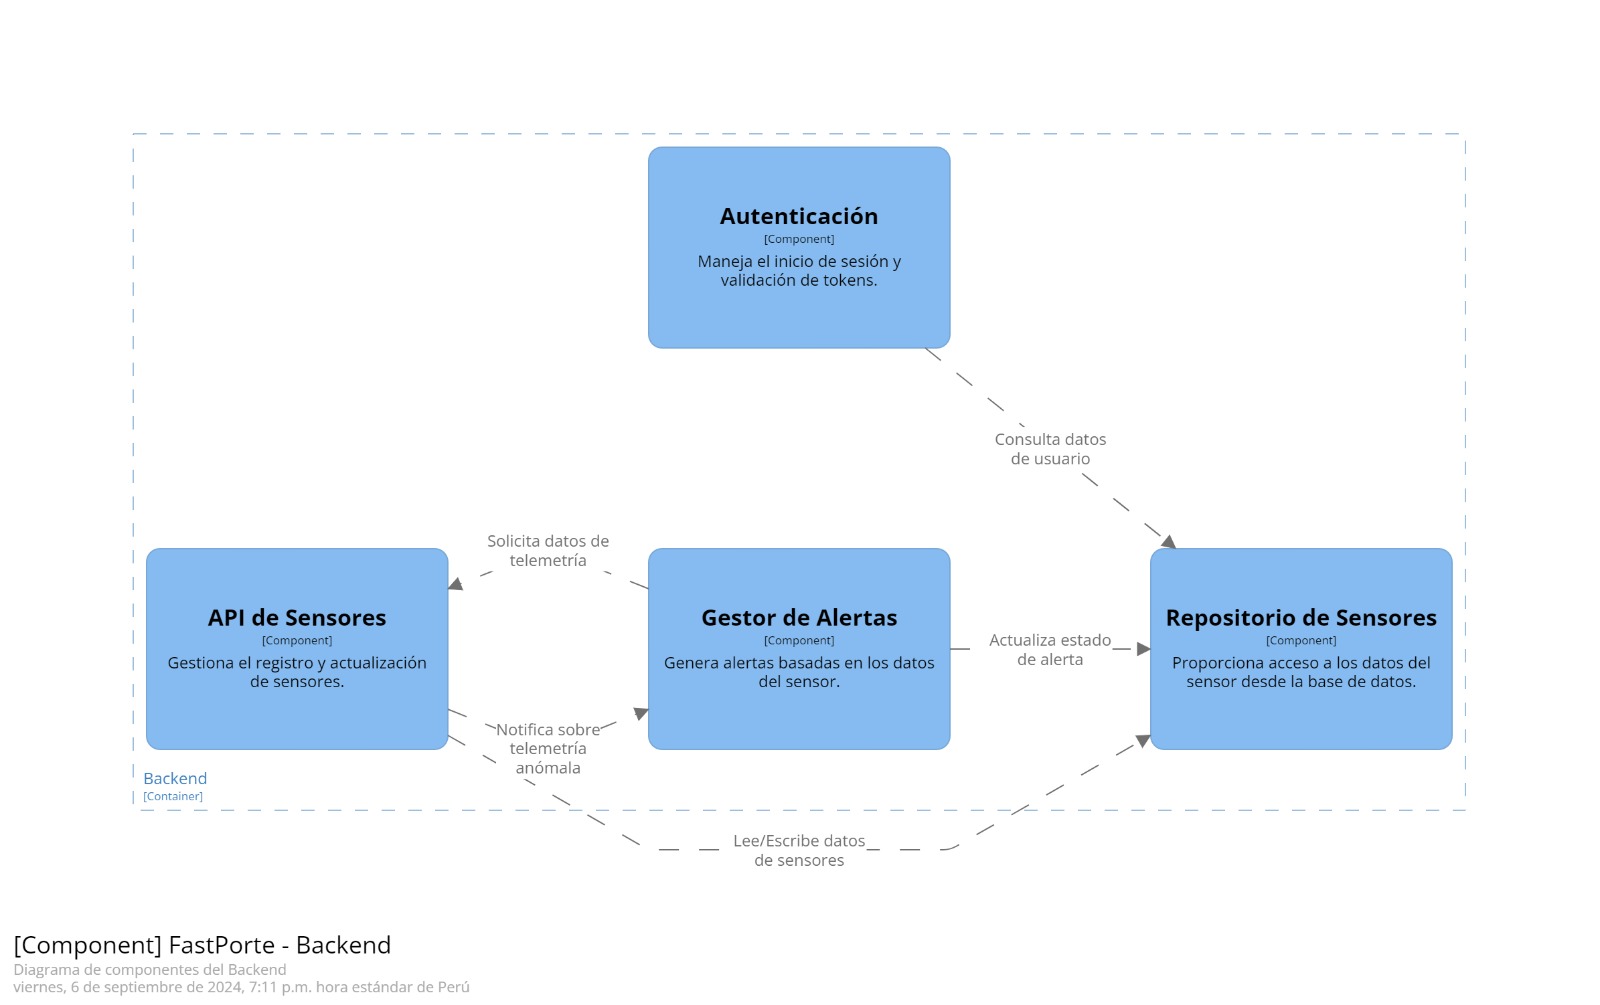 Autenticación
[Component]
Maneja el inicio de sesión y
validación de tokens.
Consulta datos
de usuario
Solicita datos de
telemetría
API de Sensores
[Component]
Gestiona el registro y actualización
de sensores.
Gestor de Alertas
[Component]
Genera alertas basadas en los datos
del sensor.
Actualiza estado
de alerta
Repositorio de Sensores
[Component]
Proporciona acceso a los datos del
sensor desde la base de datos.
Notifica sobre
telemetría
anómala
Backend
[Container]
Lee/Escribe datos
de sensores
[Component] FastPorte - Backend
Diagrama de componentes del Backend
viernes, 6 de septiembre de 2024, 7:11 p.m. hora estándar de Perú